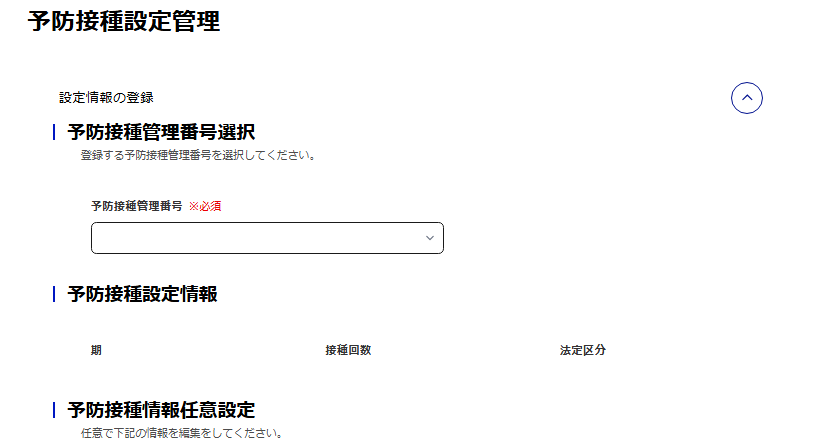 予防接種設定管理
設定情報の登録
予防接種管理番号選択
登録する予防接種管理番号を選択してください。
予防接種管理番号 ※必須
予防接種設定情報
期 接種回数 法定区分
予防接種情報任意設定
任意で下記の情報を編集をしてください。